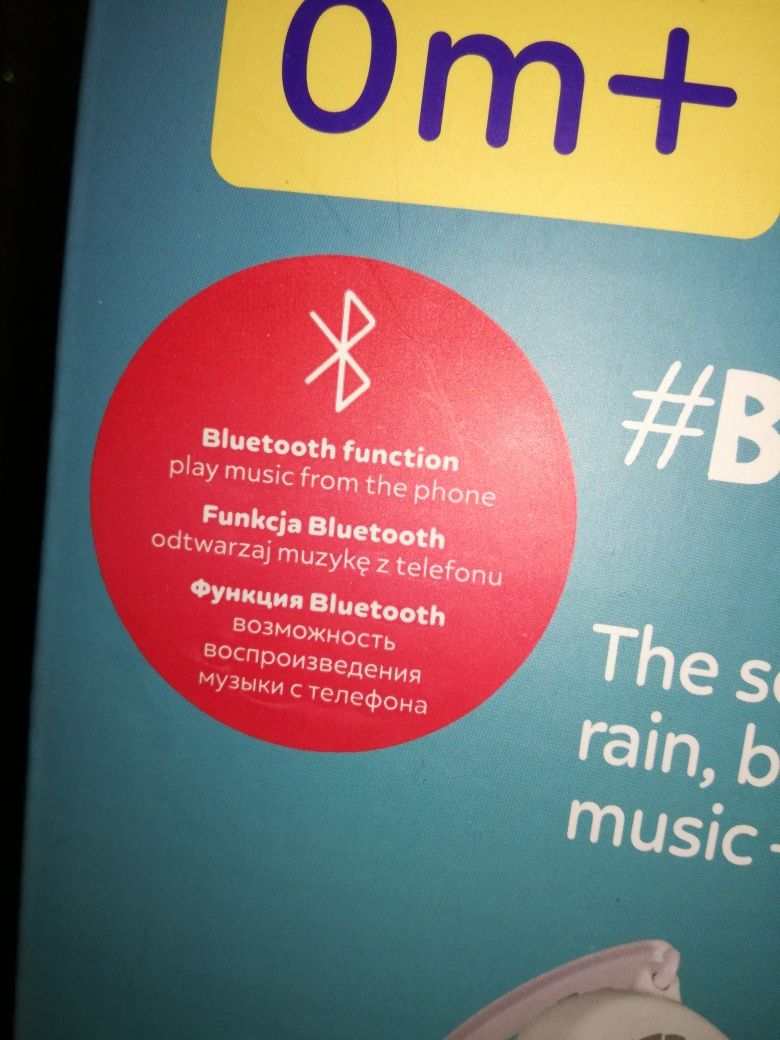 0m+
Bluetooth function
play music from the phone
Funkcja Bluetooth
odtwarzaj muzykę z telefonu
Функция Bluetooth
возможность
воспроизведения
музыки с телефона
#B
The s
rain, b
music -